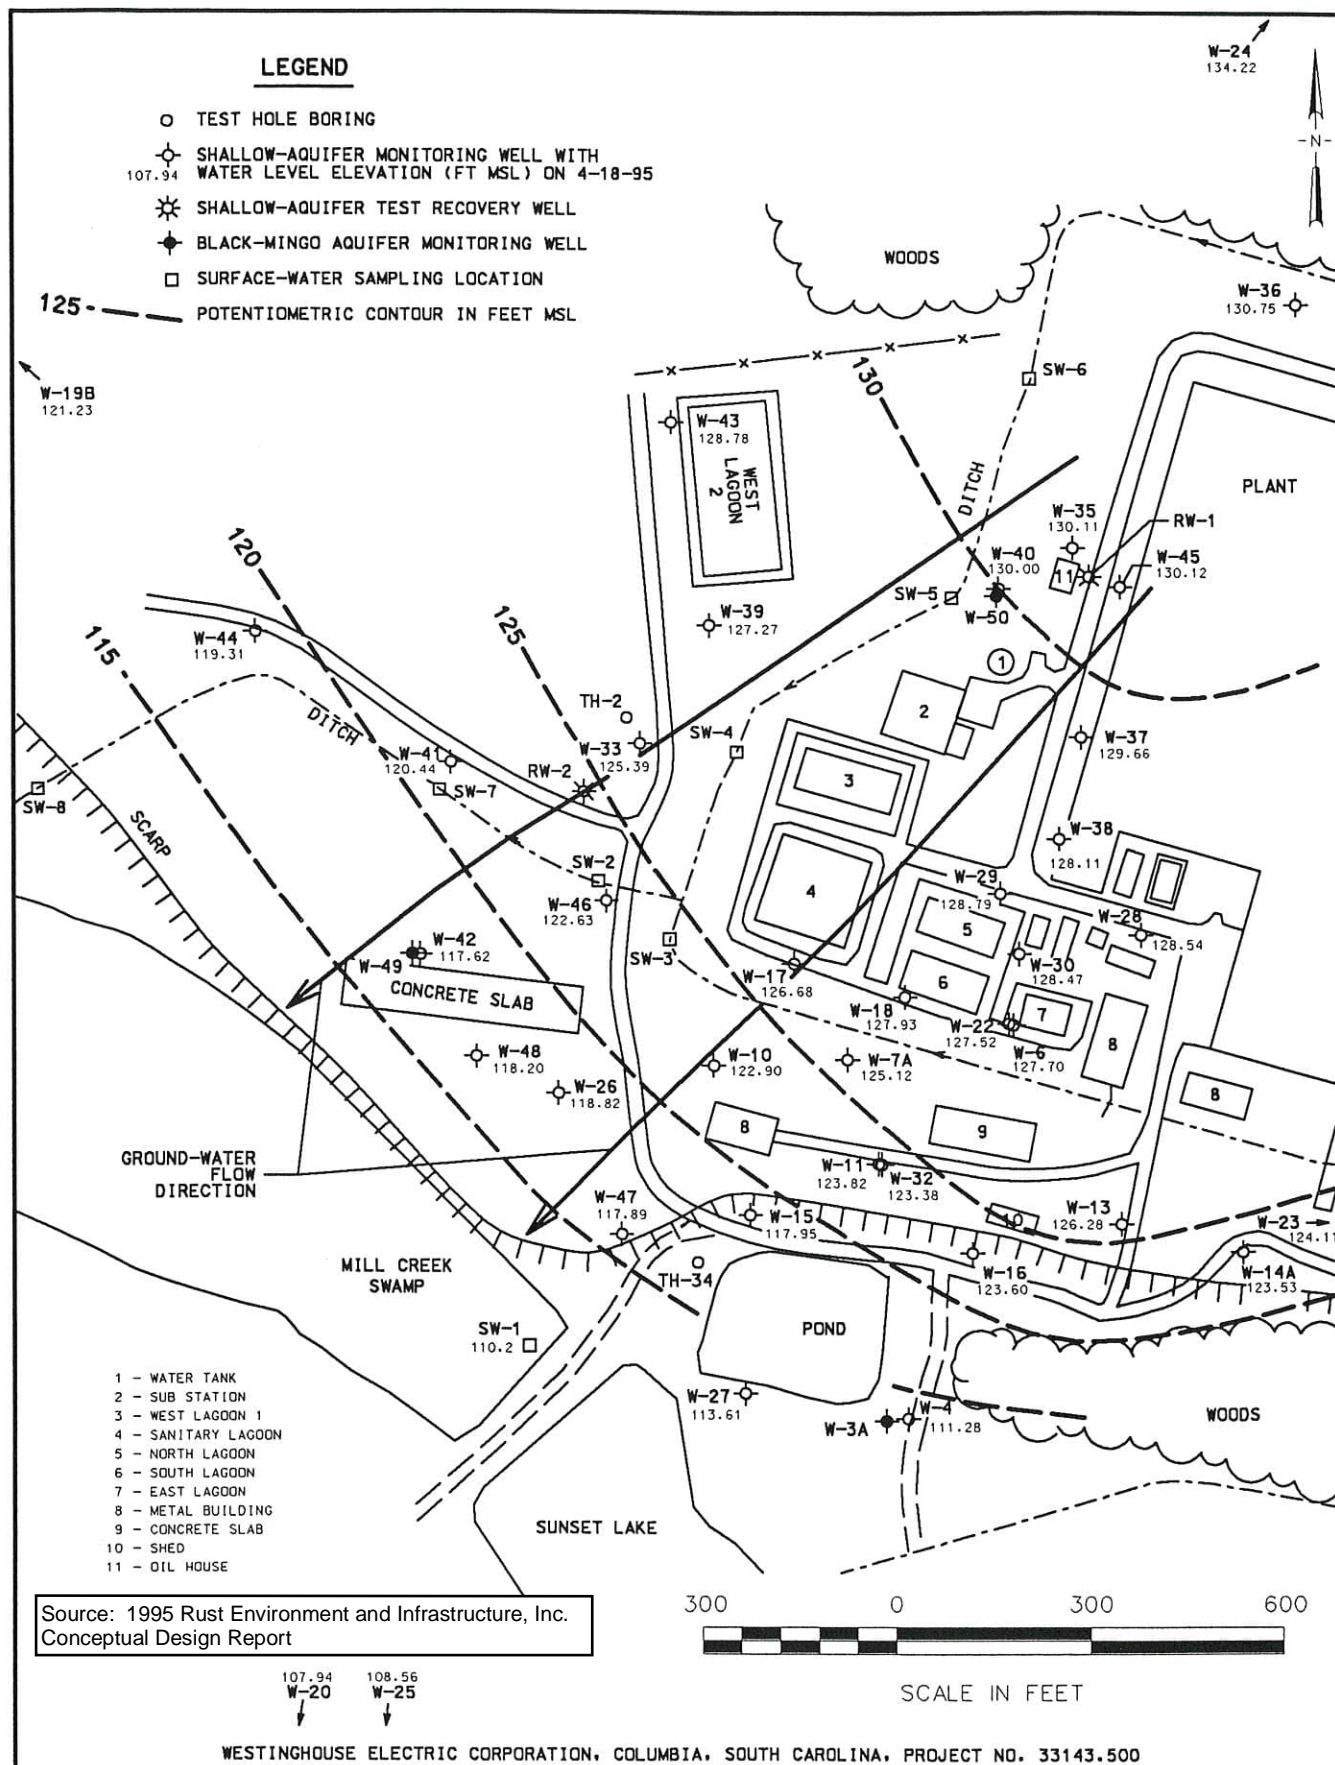 W-24
134.22
LEGEND
TEST HOLE BORING
SHALLOW-AQUIFER MONITORING WELL WITH
107.94 WATER LEVEL ELEVATION (FT MSL) ON 4-18-95
SHALLOW-AQUIFER TEST RECOVERY WELL
BLACK-MINGO AQUIFER MONITORING WELL
SURFACE-WATER SAMPLING LOCATION
125 POTENTIOMETRIC CONTOUR IN FEET MSL
-N-
WOODS
W-36
130.75
SW-6
130
W-19B
121.23
W-43
128.78
WEST
LAGOON
2
DITCH
PLANT
W-35
130.11
RW-1
W-40
130.00
11
W-45
130.12
120
SW-5
W-50
W-39
127.27
125
W-44
119.31
115
1
TH-2
2
DITCH
SW-4
W-37
129.66
W-33
125.39
W-41
120.44
RW-2
3
SW-8
SW-7
SCARP
W-38
128.11
SW-2
4
W-29
128.79
W-46
122.63
5
W-28
128.54
SW-3
W-42
117.62
W-49
W-17
126.68
W-30
128.47
CONCRETE SLAB
6
W-18
127.93
7
W-22
127.52
8
W-48
118.20
W-10
122.90
W-7A
125.12
W-6
127.70
W-26
118.82
8
8
9
GROUND-WATER
FLOW
DIRECTION
W-11
123.82
W-32
123.38
W-47
117.89
W-15
117.95
10
W-13
126.28
W-23
124.11
MILL CREEK
SWAMP
TH-34
W-16
123.60
W-14A
123.53
SW-1
110.2
POND
W-27
113.61
W-3A
W-4
111.28
WOODS
1 - WATER TANK
2 - SUB STATION
3 - WEST LAGOON 1
4 - SANITARY LAGOON
5 - NORTH LAGOON
6 - SOUTH LAGOON
7 - EAST LAGOON
8 - METAL BUILDING
9 - CONCRETE SLAB
10 - SHED
11 - OIL HOUSE
SUNSET LAKE
Source: 1995 Rust Environment and Infrastructure, Inc.
Conceptual Design Report
300 0 300 600
SCALE IN FEET
107.94 108.56
W-20 W-25
WESTINGHOUSE ELECTRIC CORPORATION, COLUMBIA, SOUTH CAROLINA, PROJECT NO. 33143.500